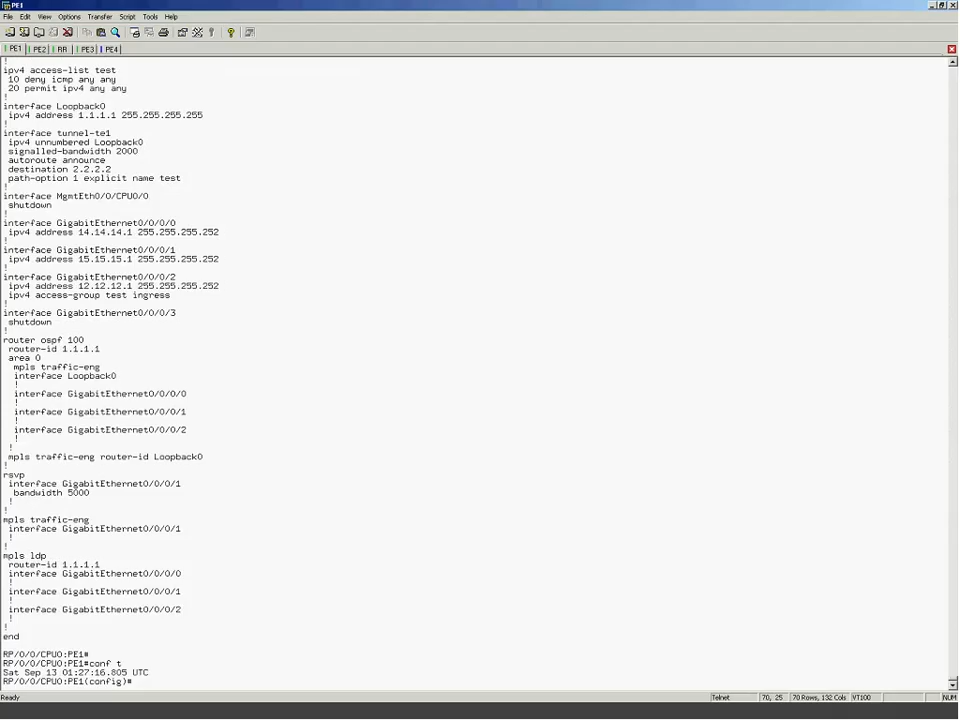 PE1
File Edit View Options Transfer Script Tools Help
PE1 PE2 RR PE3 PE4
!
ipv4 access-list test
10 deny icmp any any
20 permit ipv4 any any
!
interface Loopback0
ipv4 address 1.1.1.1 255.255.255.255
!
interface tunnel-te1
ipv4 unnumbered Loopback0
signalled-bandwidth 2000
autoroute announce
destination 2.2.2.2
path-option 1 explicit name test
!
interface MgmtEth0/0/CPU0/0
shutdown
!
interface GigabitEthernet0/0/0/0
ipv4 address 14.14.14.1 255.255.255.252
!
interface GigabitEthernet0/0/0/1
ipv4 address 15.15.15.1 255.255.255.252
!
interface GigabitEthernet0/0/0/2
ipv4 address 12.12.12.1 255.255.255.252
ipv4 access-group test ingress
!
interface GigabitEthernet0/0/0/3
shutdown
!
router ospf 100
router-id 1.1.1.1
area 0
mpls traffic-eng
interface Loopback0
!
interface GigabitEthernet0/0/0/0
!
interface GigabitEthernet0/0/0/1
!
interface GigabitEthernet0/0/0/2
!
!
mpls traffic-eng router-id Loopback0
!
rsvp
interface GigabitEthernet0/0/0/1
bandwidth 5000
!
!
mpls traffic-eng
interface GigabitEthernet0/0/0/1
!
!
mpls ldp
router-id 1.1.1.1
interface GigabitEthernet0/0/0/0
!
interface GigabitEthernet0/0/0/1
!
interface GigabitEthernet0/0/0/2
!
!
end
RP/0/0/CPU0:PE1#
RP/0/0/CPU0:PE1#conf t
Sat Sep 13 01:27:16.805 UTC
RP/0/0/CPU0:PE1(config)#
Ready Telnet 70, 25 70 Rows, 132 Cols VT100 NUM